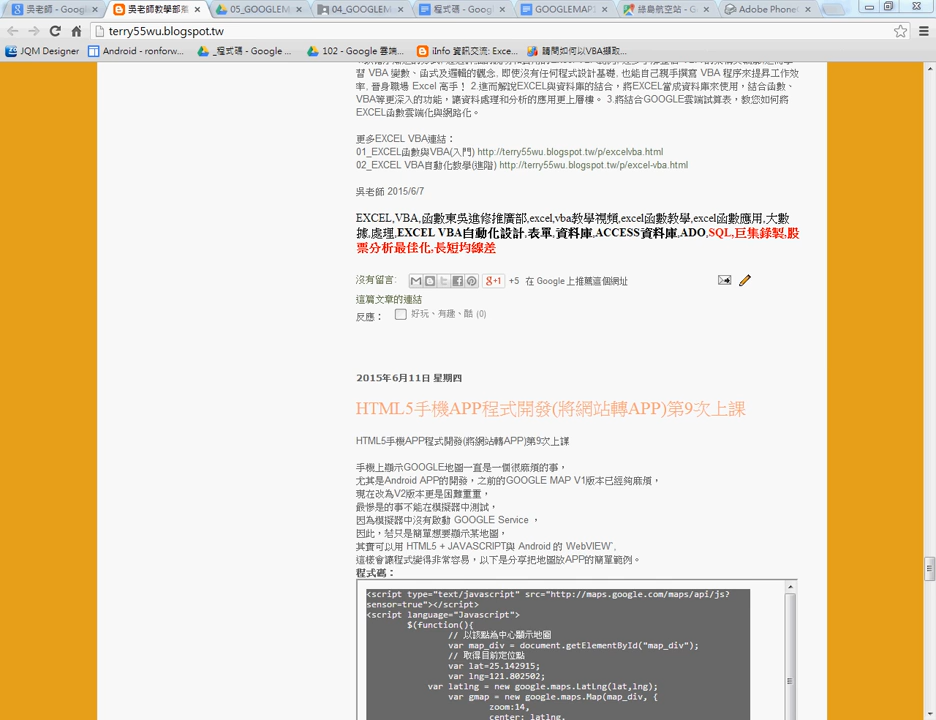 吳老師 - Googl
吳老師教學部落
05_GOOGLEM
04_GOOGLEM
程式碼 - Goog
GOOGLEMAPS
綠島航空站 - G
Adobe Phone
terry55wu.blogspot.tw
JQM Designer
Android - ronforw...
_程式碼 - Google ...
102 - Google 雲端...
iInfo 資訊交流: Exce...
請問如何以VBA擷取...
習 VBA 變數、函式及邏輯的觀念, 即使沒有任何程式設計基礎, 也能自己親手撰寫 VBA 程序來提昇工作效
率, 晉身職場 Excel 高手！ 2.進而解說EXCEL與資料庫的結合，將EXCEL當成資料庫來使用，結合函數、
VBA等更深入的功能，讓資料處理和分析的應用更上層樓。 3.將結合GOOGLE雲端試算表，教您如何將
EXCEL函數雲端化與網路化。
更多EXCEL VBA連結：
01_EXCEL函數與VBA(入門) http://terry55wu.blogspot.tw/p/excelvba.html
02_EXCEL VBA自動化教學(進階) http://terry55wu.blogspot.tw/p/excel-vba.html
吳老師 2015/6/7
EXCEL,VBA,函數東吳進修推廣部,excel,vba教學視頻,excel函數教學,excel函數應用,大數
據,處理,EXCEL VBA自動化設計,表單,資料庫,ACCESS資料庫,ADO,SQL,巨集錄製,股
票分析最佳化,長短均線差
沒有留言:
+1 +5 在 Google 上推薦這個網址
這篇文章的連結
反應： 好玩、有趣、酷 (0)
2015年6月11日 星期四
HTML5手機APP程式開發(將網站轉APP)第9次上課
HTML5手機APP程式開發(將網站轉APP)第9次上課
手機上顯示GOOGLE地圖一直是一個很麻煩的事，
尤其是Android APP的開發，之前的GOOGLE MAP V1版本已經夠麻煩，
現在改為V2版本更是困難重重，
最慘是的事不能在模擬器中測試，
因為模擬器中沒有啟動 GOOGLE Service ，
因此，若只是簡單想要顯示某地圖，
其實可以用 HTML5 + JAVASCRIPT與 Android 的 WebVIEW`,
這樣會讓程式變得非常容易，以下是分享把地圖放APP的簡單範例。
程式碼：
<script type="text/javascript" src="http://maps.google.com/maps/api/js?
sensor=true"></script>
<script language="Javascript">
$(function(){
// 以該點為中心顯示地圖
var map_div = document.getElementById("map_div");
// 取得目前定位點
var lat=25.142915;
var lng=121.802502;
var latlng = new google.maps.LatLng(lat,lng);
var gmap = new google.maps.Map(map_div, {
zoom:14,
center: latlng,